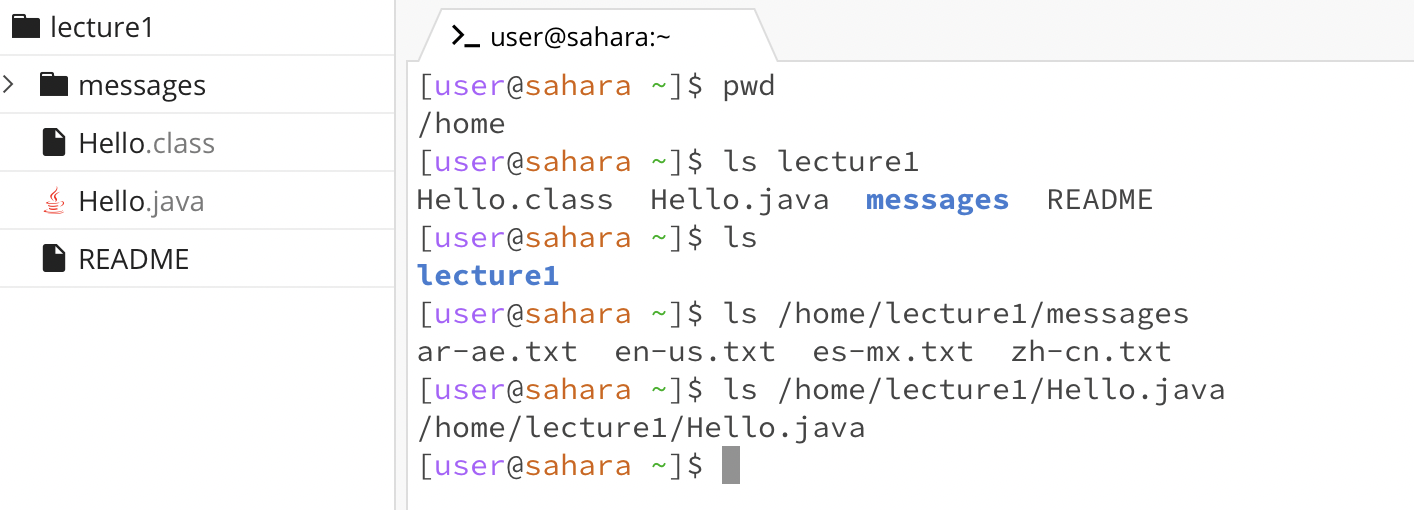 lecture1
messages
Hello.class
Hello.java
README
user@sahara:~
[user@sahara ~]$ pwd
/home
[user@sahara ~]$ ls lecture1
Hello.class  Hello.java  messages  README
[user@sahara ~]$ ls
lecture1
[user@sahara ~]$ ls /home/lecture1/messages
ar-ae.txt  en-us.txt  es-mx.txt  zh-cn.txt
[user@sahara ~]$ ls /home/lecture1/Hello.java
/home/lecture1/Hello.java
[user@sahara ~]$